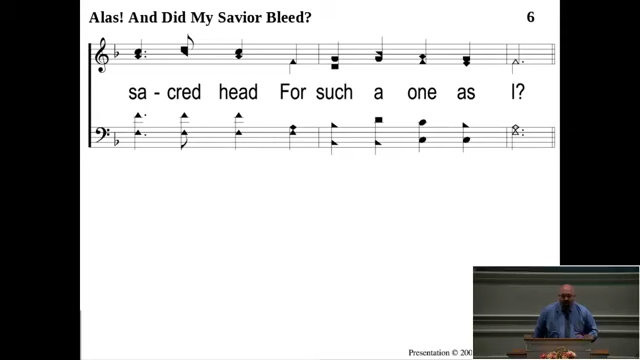 Alas! And Did My Savior Bleed? 6
sa - cred head For such a one as I?
Presentation © 200